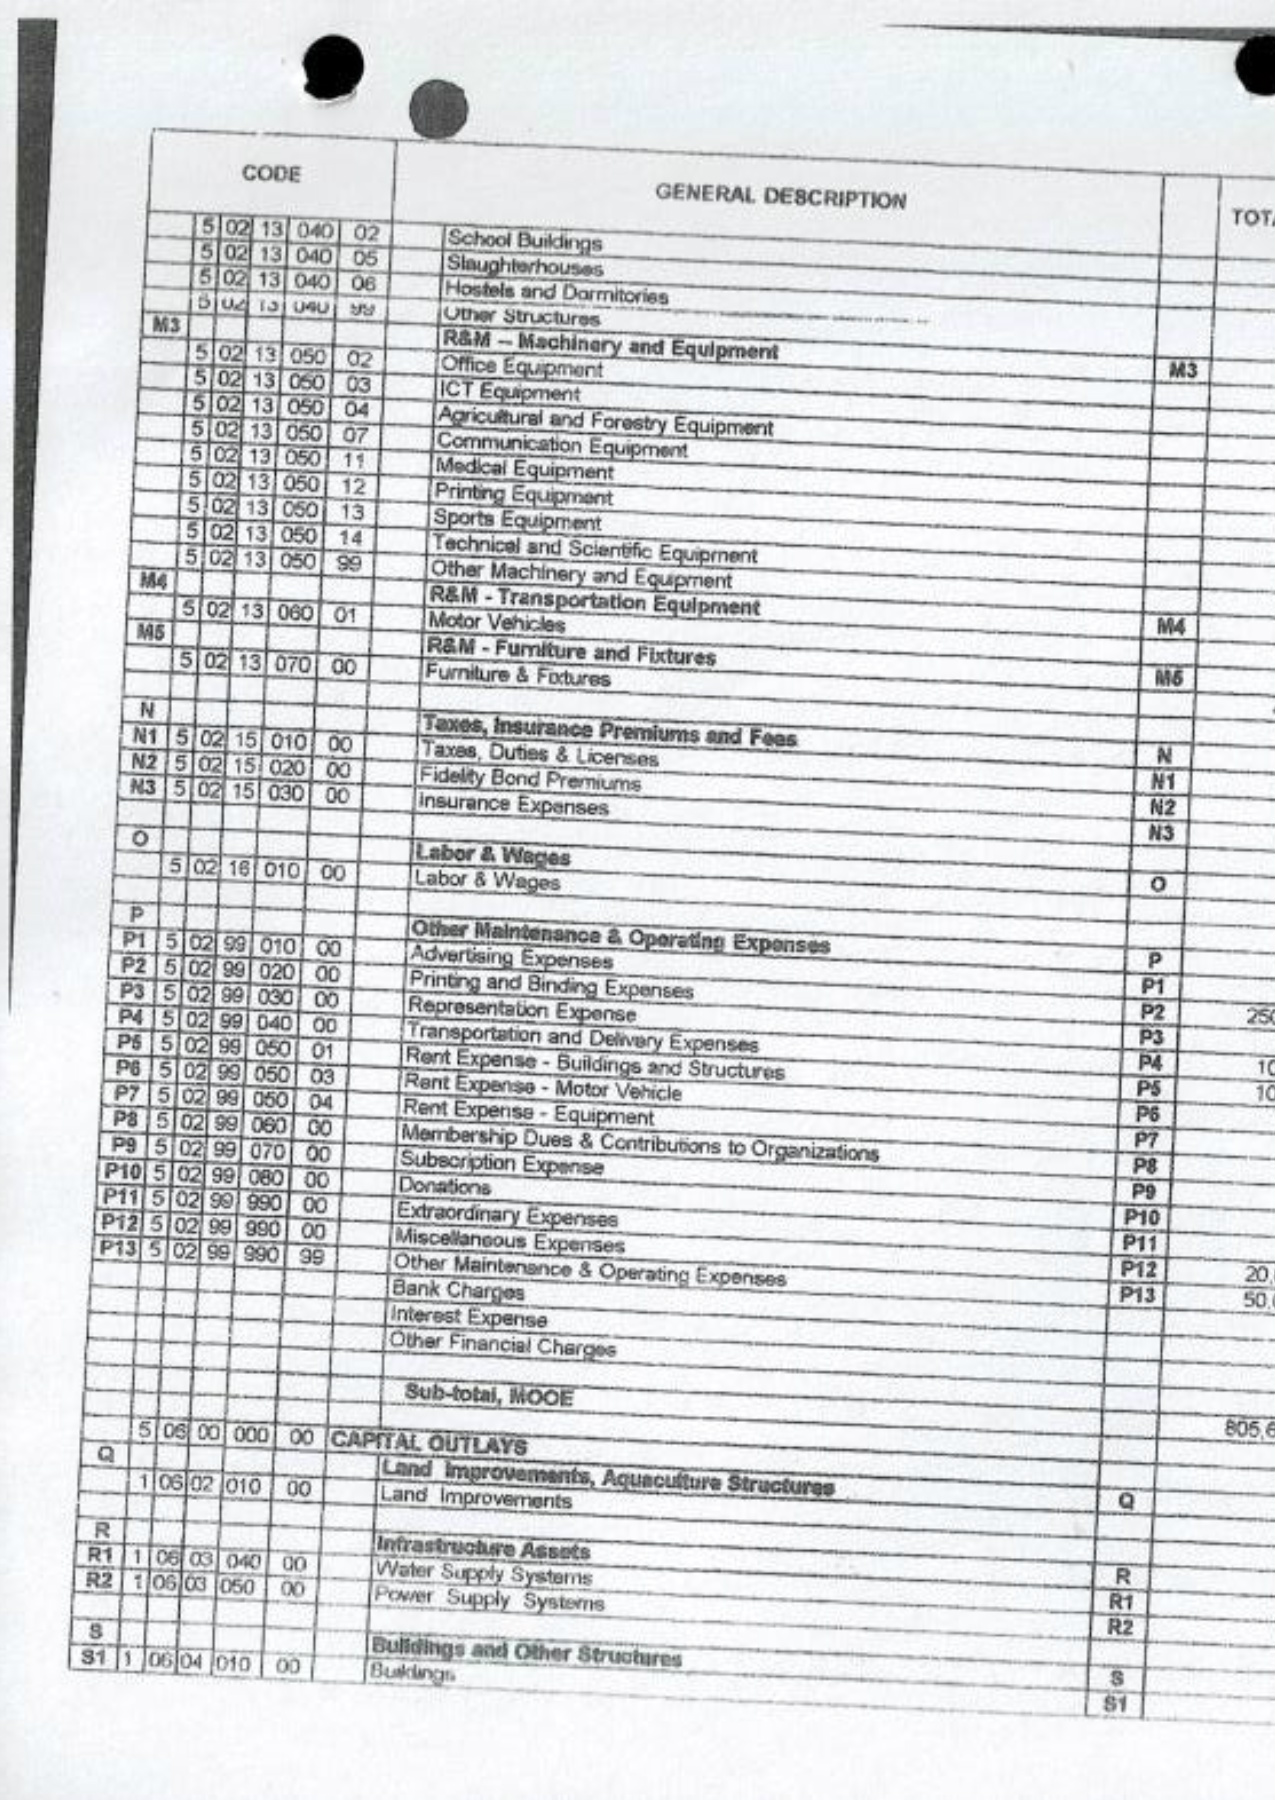 CODE GENERAL DESCRIPTION TOTA
5 02 13 040 02 School Buildings
5 02 13 040 05 Slaughterhouses
5 02 13 040 06 Hostels and Dormitories
5 02 13 040 99 Other Structures
M3 R&M – Machinery and Equipment M3
5 02 13 050 02 Office Equipment
5 02 13 050 03 ICT Equipment
5 02 13 050 04 Agricultural and Forestry Equipment
5 02 13 050 07 Communication Equipment
5 02 13 050 11 Medical Equipment
5 02 13 050 12 Printing Equipment
5 02 13 050 13 Sports Equipment
5 02 13 050 14 Technical and Scientific Equipment
5 02 13 050 99 Other Machinery and Equipment
M4 R&M - Transportation Equipment M4
5 02 13 060 01 Motor Vehicles
M5 R&M - Furniture and Fixtures M5
5 02 13 070 00 Furniture & Fixtures
N Taxes, Insurance Premiums and Fees N
N1 5 02 15 010 00 Taxes, Duties & Licenses N1
N2 5 02 15 020 00 Fidelity Bond Premiums N2
N3 5 02 15 030 00 Insurance Expenses N3
O Labor & Wages O
5 02 16 010 00 Labor & Wages
P Other Maintenance & Operating Expenses P
P1 5 02 99 010 00 Advertising Expenses P1
P2 5 02 99 020 00 Printing and Binding Expenses P2 250
P3 5 02 99 030 00 Representation Expense P3
P4 5 02 99 040 00 Transportation and Delivery Expenses P4 10
P5 5 02 99 050 01 Rent Expense - Buildings and Structures P5 10
P6 5 02 99 050 03 Rent Expense - Motor Vehicle P6
P7 5 02 99 050 04 Rent Expense - Equipment P7
P8 5 02 99 060 00 Membership Dues & Contributions to Organizations P8
P9 5 02 99 070 00 Subscription Expense P9
P10 5 02 99 080 00 Donations P10
P11 5 02 99 990 00 Extraordinary Expenses P11
P12 5 02 99 990 00 Miscellaneous Expenses P12 20,
P13 5 02 99 990 99 Other Maintenance & Operating Expenses P13 50,
Bank Charges
Interest Expense
Other Financial Charges
Sub-total, MOOE 805,6
5 06 00 000 00 CAPITAL OUTLAYS
Q Land Improvements, Aquaculture Structures Q
1 06 02 010 00 Land Improvements
R Infrastructure Assets R
R1 1 06 03 040 00 Water Supply Systems R1
R2 1 06 03 050 00 Power Supply Systems R2
S Buildings and Other Structures S
S1 1 06 04 010 00 Buildings S1